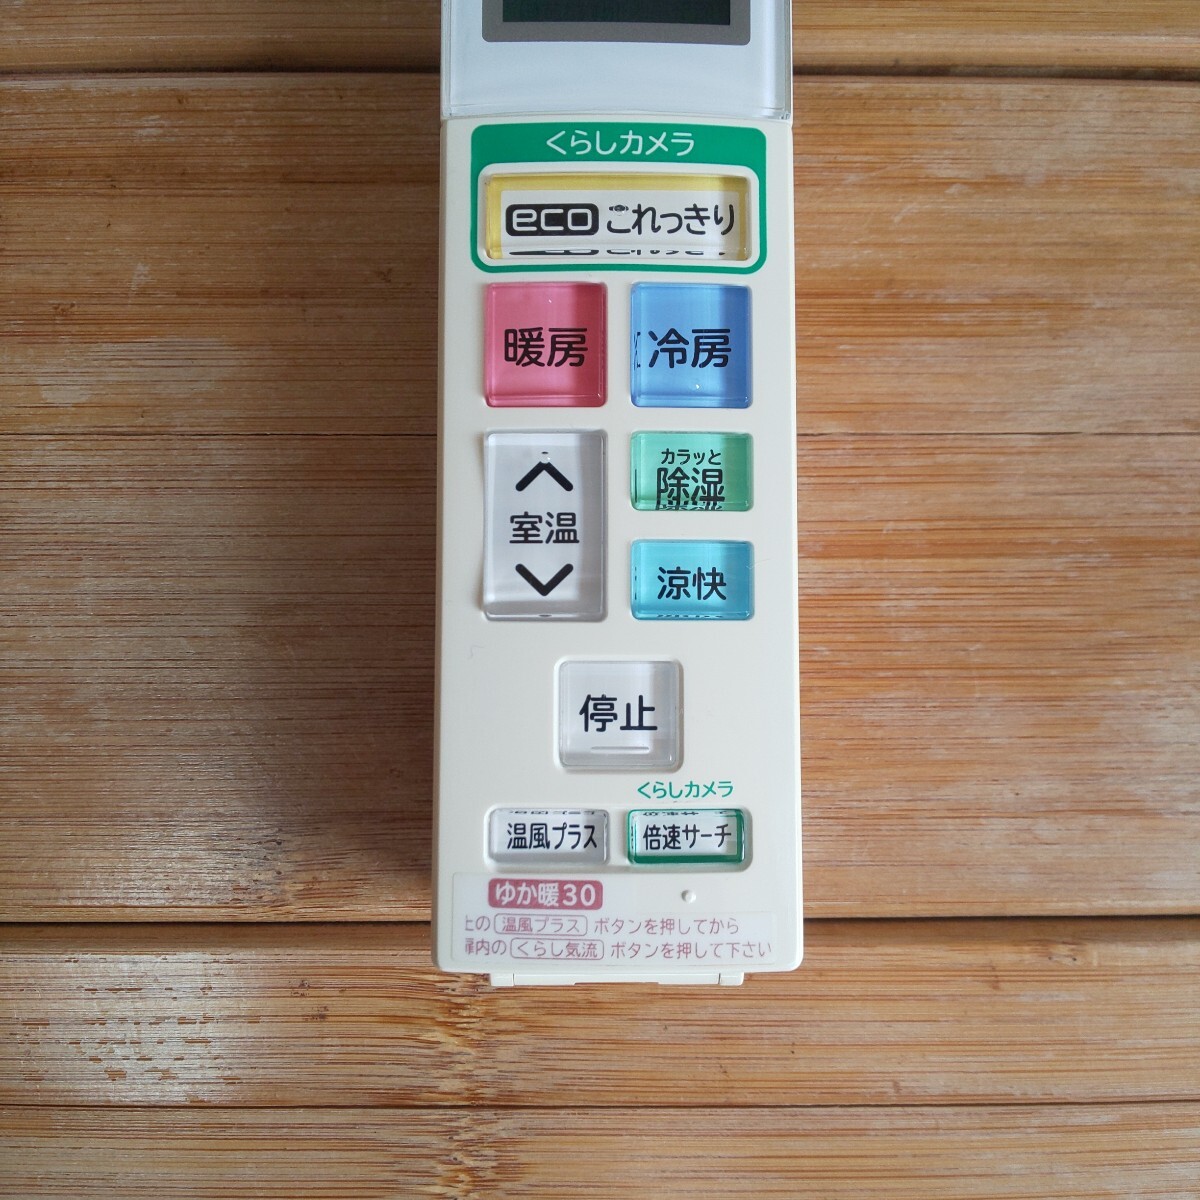 くらしカメラ
eco これっきり
暖房
冷房
カラッと
除湿
室温
涼快
停止
くらしカメラ
温風プラス
倍速サーチ
ゆか暖30
上の 温風プラス ボタンを押してから
扉内の くらし気流 ボタンを押して下さい